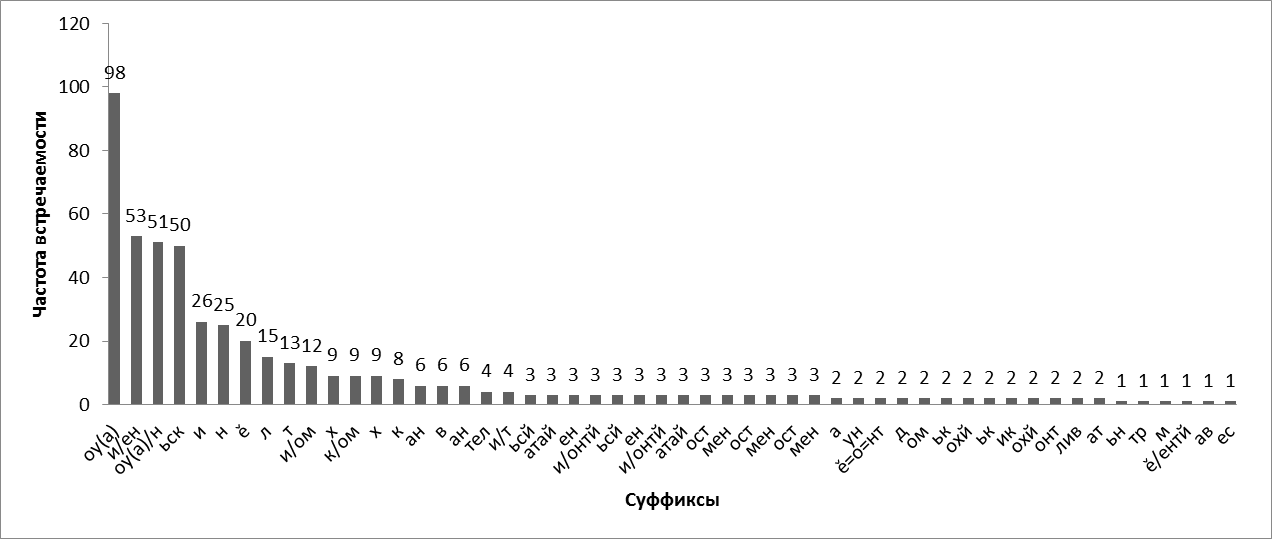 120
100
80
60
40
20
0
Частота встречаемости
98 53 51 50 26 25 20 15 13 12 9 9 9 8 6 6 6 4 4 3 3 3 3 3 3 3 3 3 3 3 3 3 3 2 2 2 2 2 2 2 2 2 2 2 2 2 1 1 1 1 1 1
оу(а) и/ен оу(а)/н ьск и н ĕ л т и/ом х к/ом х к ан в ан тел и/т ьсй атай ен и/онтй ьсй ен и/онтй атай ост мен ост мен ост мен а ун ĕ=о=нт д ом ьк охй ьк ик охй онт лив ат ьн тр м ĕ/ентй ав ес
Суффиксы